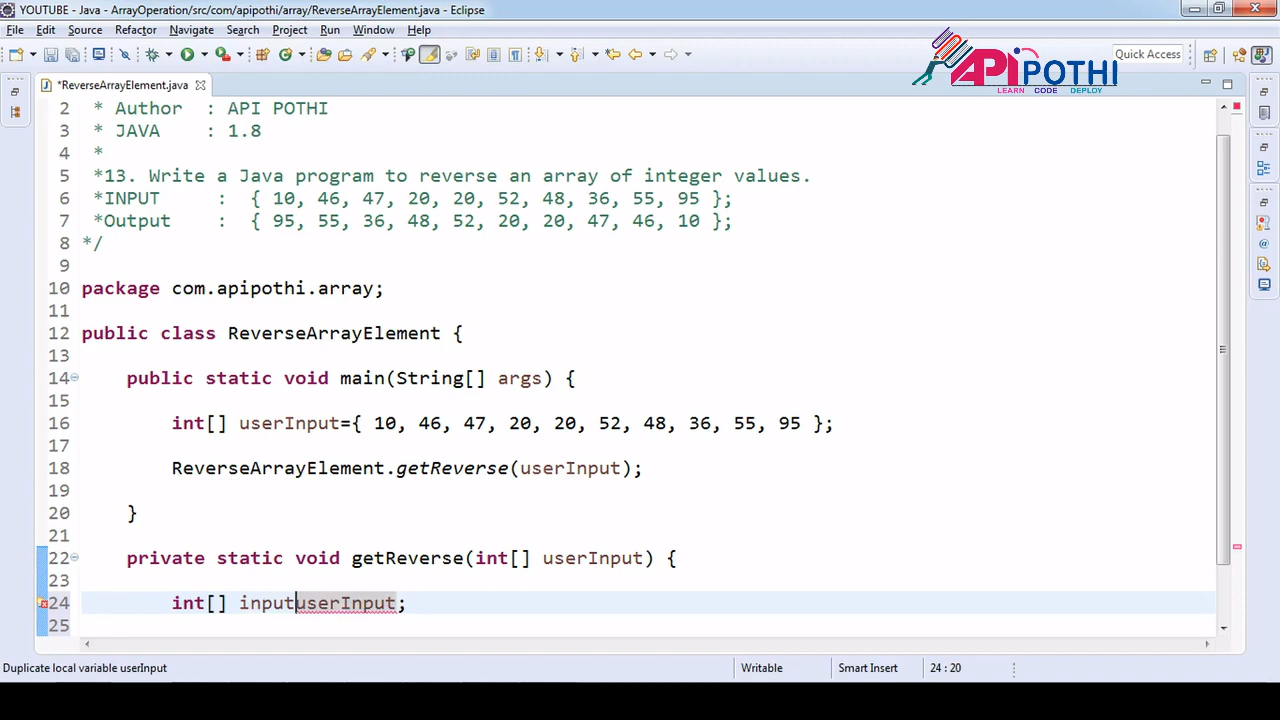 YOUTUBE - Java - ArrayOperation/src/com/apipothi/array/ReverseArrayElement.java - Eclipse
File Edit Source Refactor Navigate Search Project Run Window Help
Quick Access
APIPOTHI
LEARN CODE DEPLOY
*ReverseArrayElement.java
2 * Author : API POTHI
3 * JAVA : 1.8
4 *
5 *13. Write a Java program to reverse an array of integer values.
6 *INPUT : { 10, 46, 47, 20, 20, 52, 48, 36, 55, 95 };
7 *Output : { 95, 55, 36, 48, 52, 20, 20, 47, 46, 10 };
8 */
9
10 package com.apipothi.array;
11
12 public class ReverseArrayElement {
13
14 public static void main(String[] args) {
15
16 int[] userInput={ 10, 46, 47, 20, 20, 52, 48, 36, 55, 95 };
17
18 ReverseArrayElement.getReverse(userInput);
19
20 }
21
22 private static void getReverse(int[] userInput) {
23
24 int[] inputuserInput;
25
Duplicate local variable userInput Writable Smart Insert 24 : 20